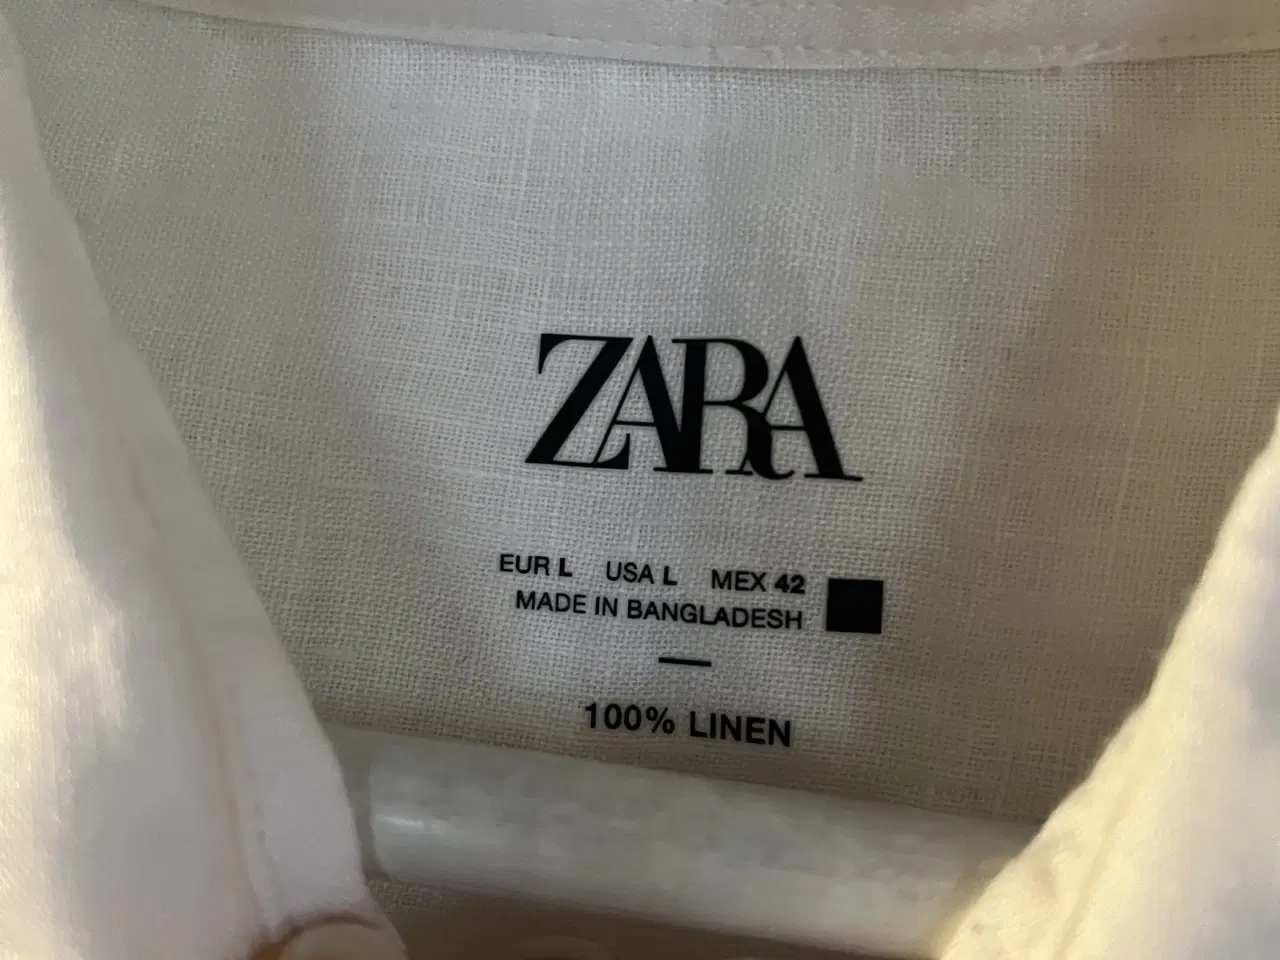 ZARA
EUR L USA L MEX 42
MADE IN BANGLADESH
100% LINEN